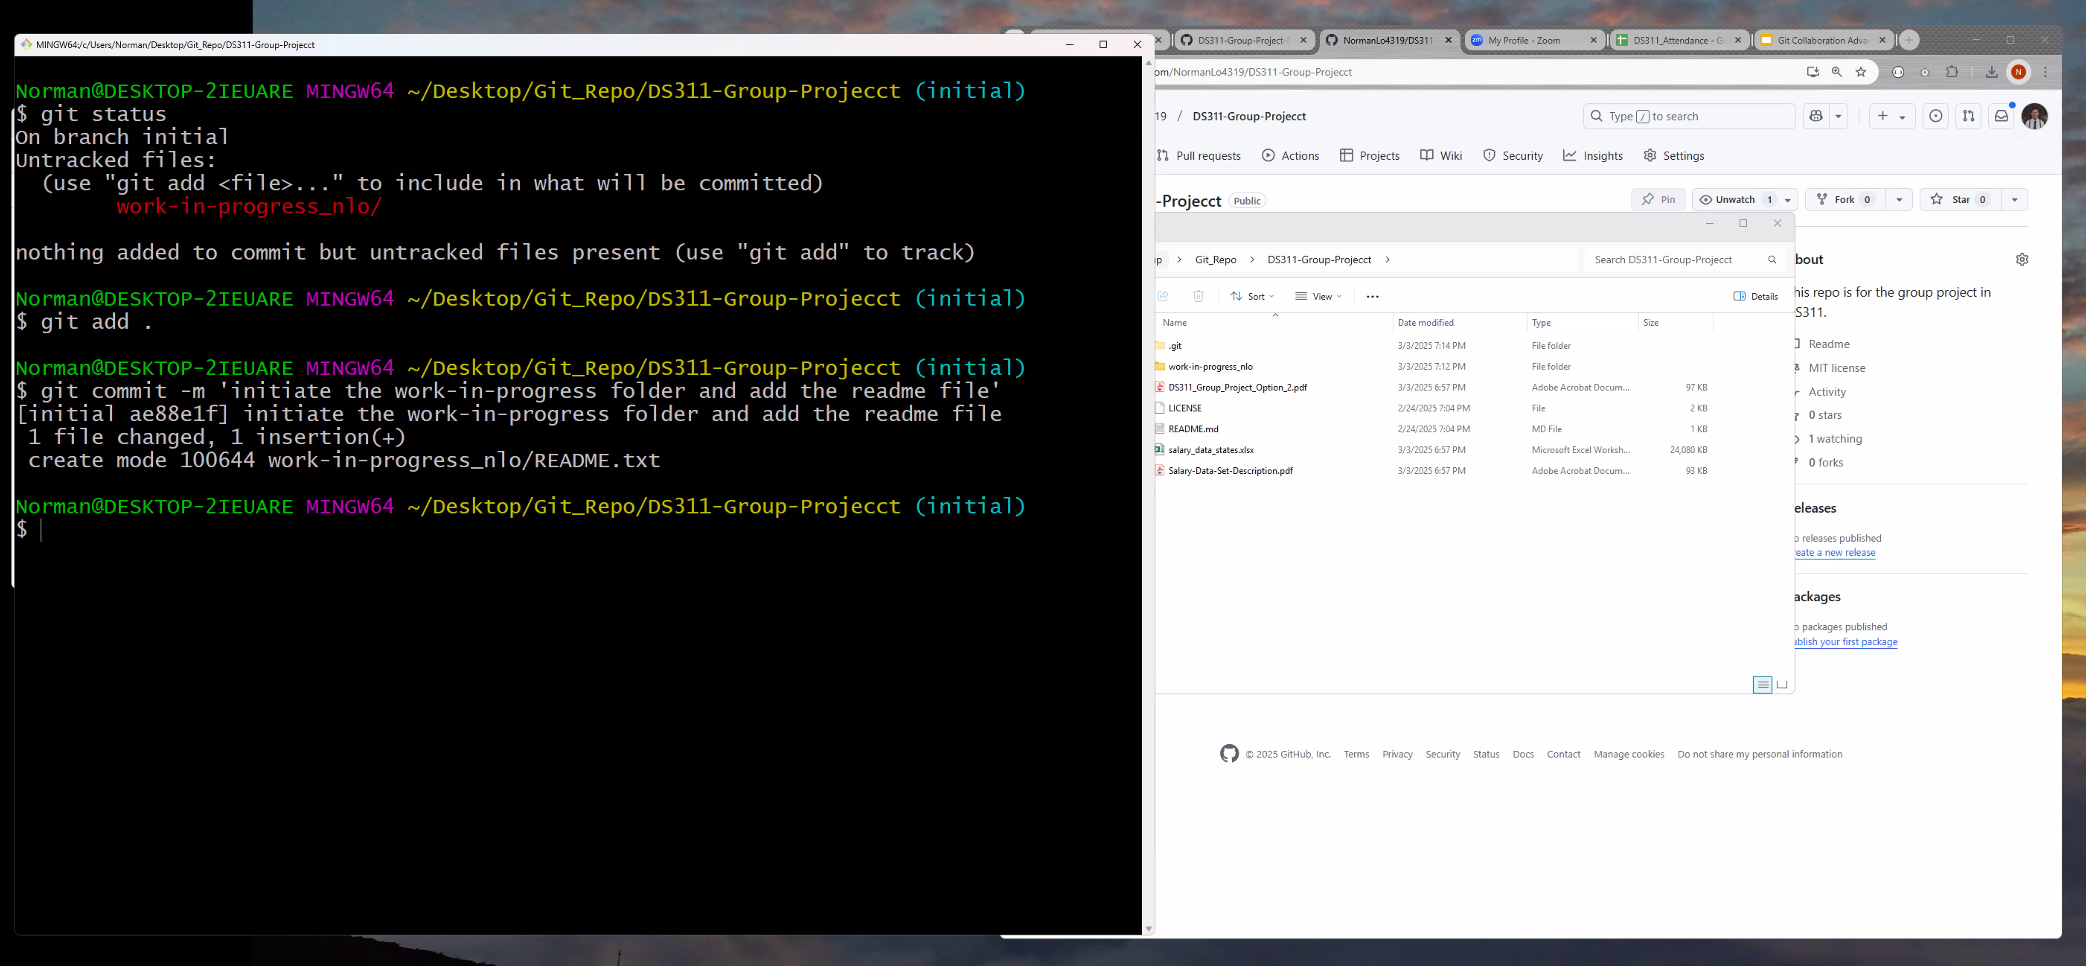 MINGW64:/c/Users/Norman/Desktop/Git_Repo/DS311-Group-Projecct
Norman@DESKTOP-2IEUARE MINGW64 ~/Desktop/Git_Repo/DS311-Group-Projecct (initial)
$ git status
On branch initial
Untracked files:
(use "git add <file>..." to include in what will be committed)
work-in-progress_nlo/
nothing added to commit but untracked files present (use "git add" to track)
Norman@DESKTOP-2IEUARE MINGW64 ~/Desktop/Git_Repo/DS311-Group-Projecct (initial)
$ git add .
Norman@DESKTOP-2IEUARE MINGW64 ~/Desktop/Git_Repo/DS311-Group-Projecct (initial)
$ git commit -m 'initiate the work-in-progress folder and add the readme file'
[initial ae88e1f] initiate the work-in-progress folder and add the readme file
1 file changed, 1 insertion(+)
create mode 100644 work-in-progress_nlo/README.txt
Norman@DESKTOP-2IEUARE MINGW64 ~/Desktop/Git_Repo/DS311-Group-Projecct (initial)
$
DS311-Group-Project- NormanLo4319/DS311 zm My Profile - Zoom DS311_Attendance - G Git Collaboration Adva
om/NormanLo4319/DS311-Group-Projecct
N
19 / DS311-Group-Projecct
Type / to search
Pull requests Actions Projects Wiki Security Insights Settings
-Projecct Public
Pin Unwatch 1 Fork 0 Star 0
op > Git_Repo > DS311-Group-Projecct >
Search DS311-Group-Projecct
Sort View ... Details
Name Date modified Type Size
.git 3/3/2025 7:14 PM File folder
work-in-progress_nlo 3/3/2025 7:12 PM File folder
DS311_Group_Project_Option_2.pdf 3/3/2025 6:57 PM Adobe Acrobat Docum... 97 KB
LICENSE 2/24/2025 7:04 PM File 2 KB
README.md 2/24/2025 7:04 PM MD File 1 KB
salary_data_states.xlsx 3/3/2025 6:57 PM Microsoft Excel Worksh... 24,080 KB
Salary-Data-Set-Description.pdf 3/3/2025 6:57 PM Adobe Acrobat Docum... 93 KB
bout
his repo is for the group project in
S311.
Readme
MIT license
Activity
0 stars
1 watching
0 forks
eleases
o releases published
reate a new release
ackages
o packages published
ublish your first package
© 2025 GitHub, Inc. Terms Privacy Security Status Docs Contact Manage cookies Do not share my personal information